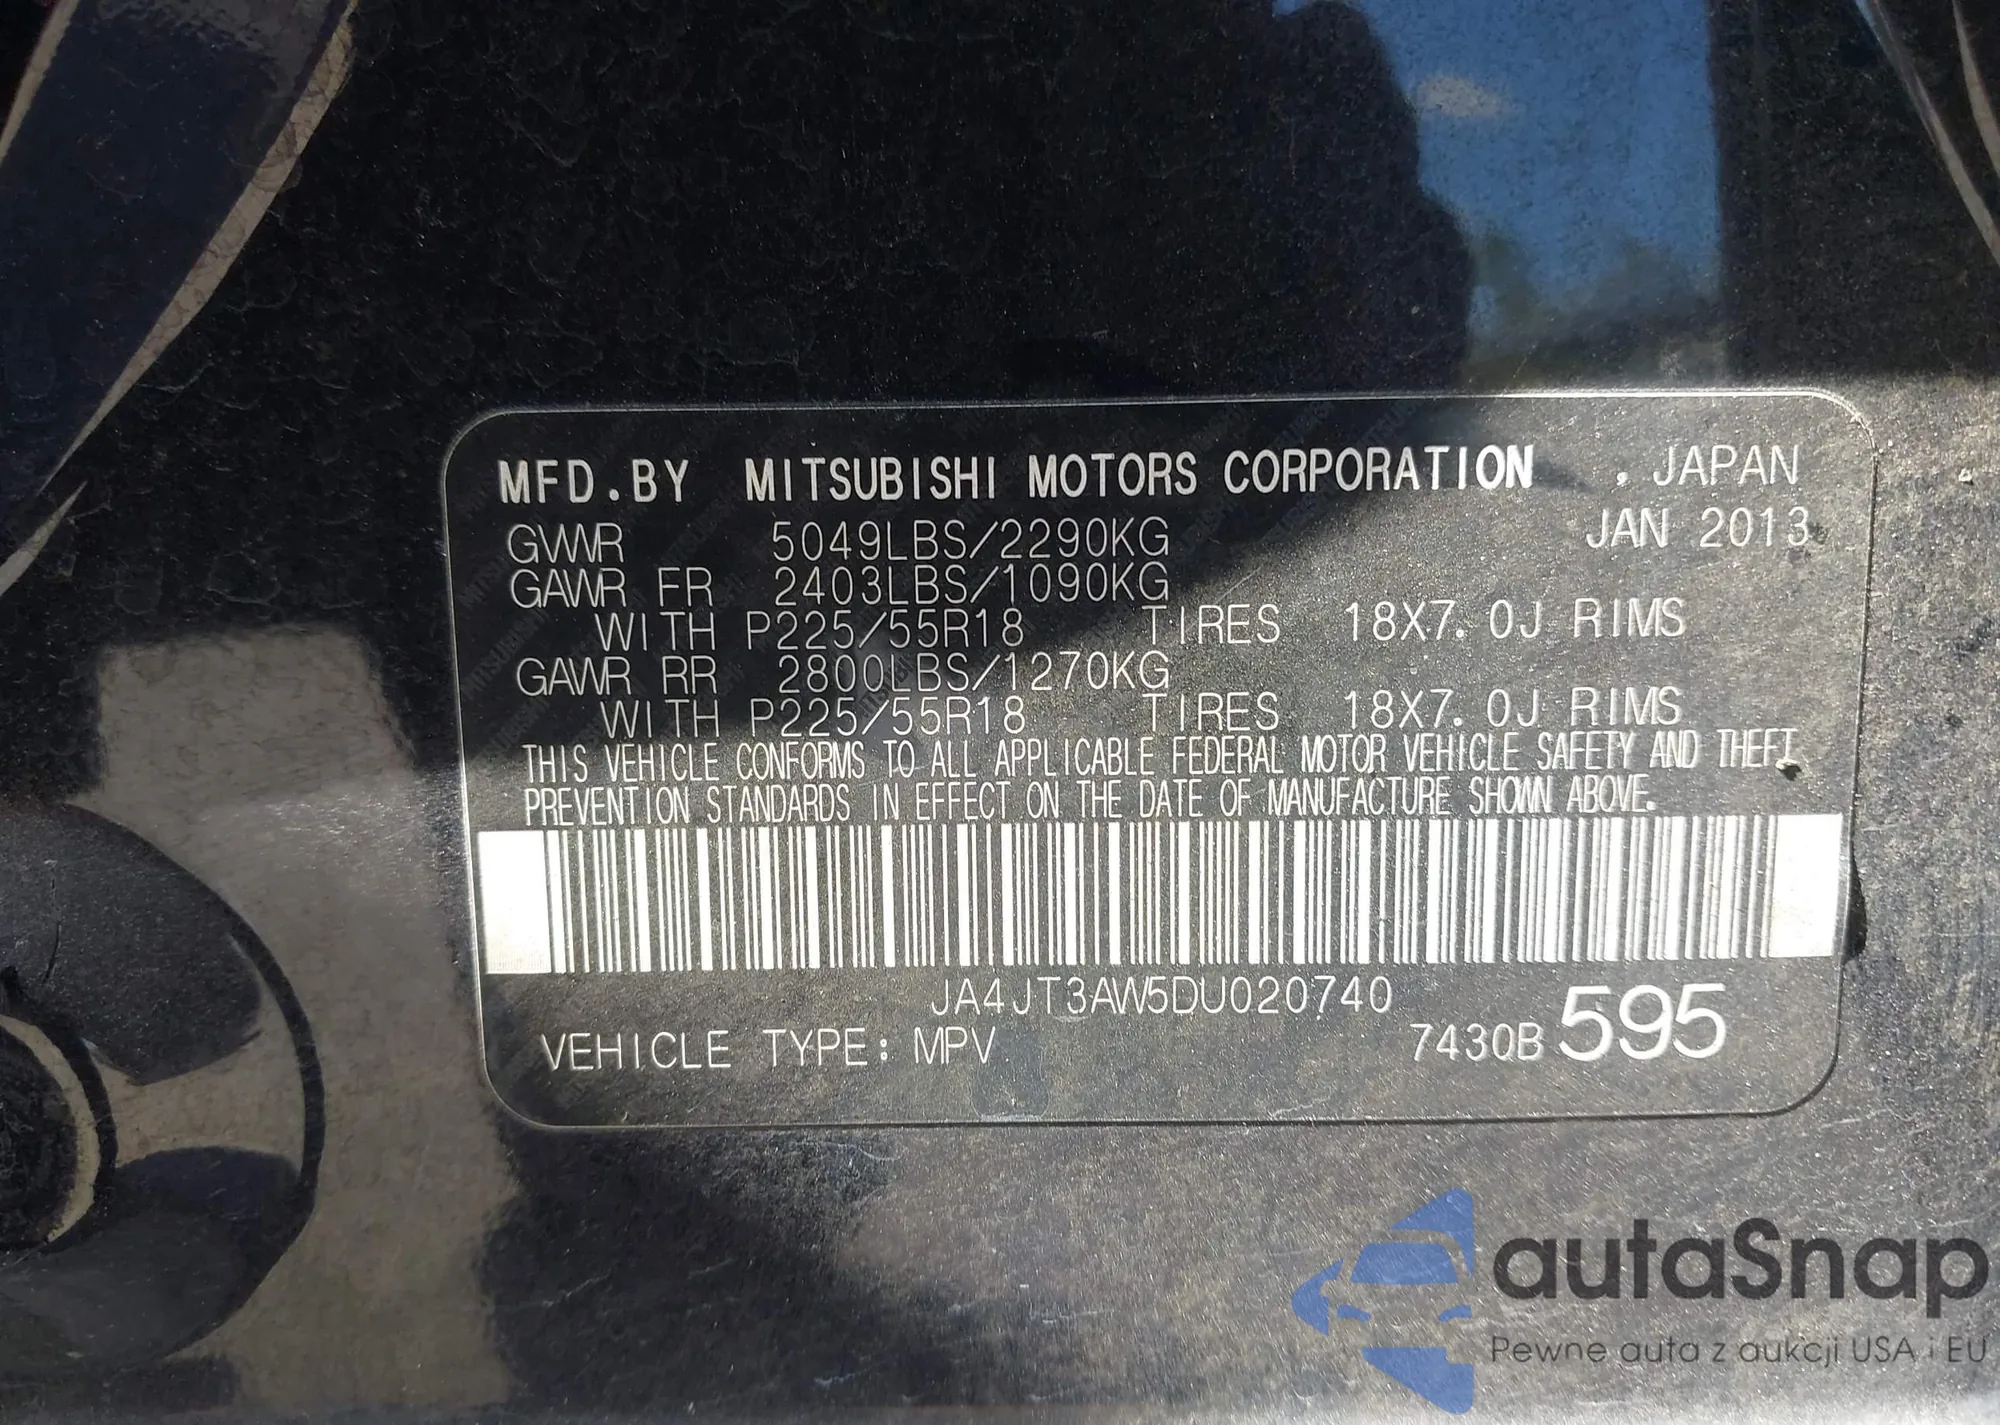 MFD.BY MITSUBISHI MOTORS CORPORATION , JAPAN
GVWR 5049LBS/2290KG JAN 2013
GAWR FR 2403LBS/1090KG
WITH P225/55R18 TIRES 18X7.0J RIMS
GAWR RR 2800LBS/1270KG
WITH P225/55R18 TIRES 18X7.0J RIMS
THIS VEHICLE CONFORMS TO ALL APPLICABLE FEDERAL MOTOR VEHICLE SAFETY AND THEFT
PREVENTION STANDARDS IN EFFECT ON THE DATE OF MANUFACTURE SHOWN ABOVE.
JA4JT3AW5DU020740
VEHICLE TYPE: MPV 7430B 595
autaSnap
Pewne auta z aukcji USA i EU